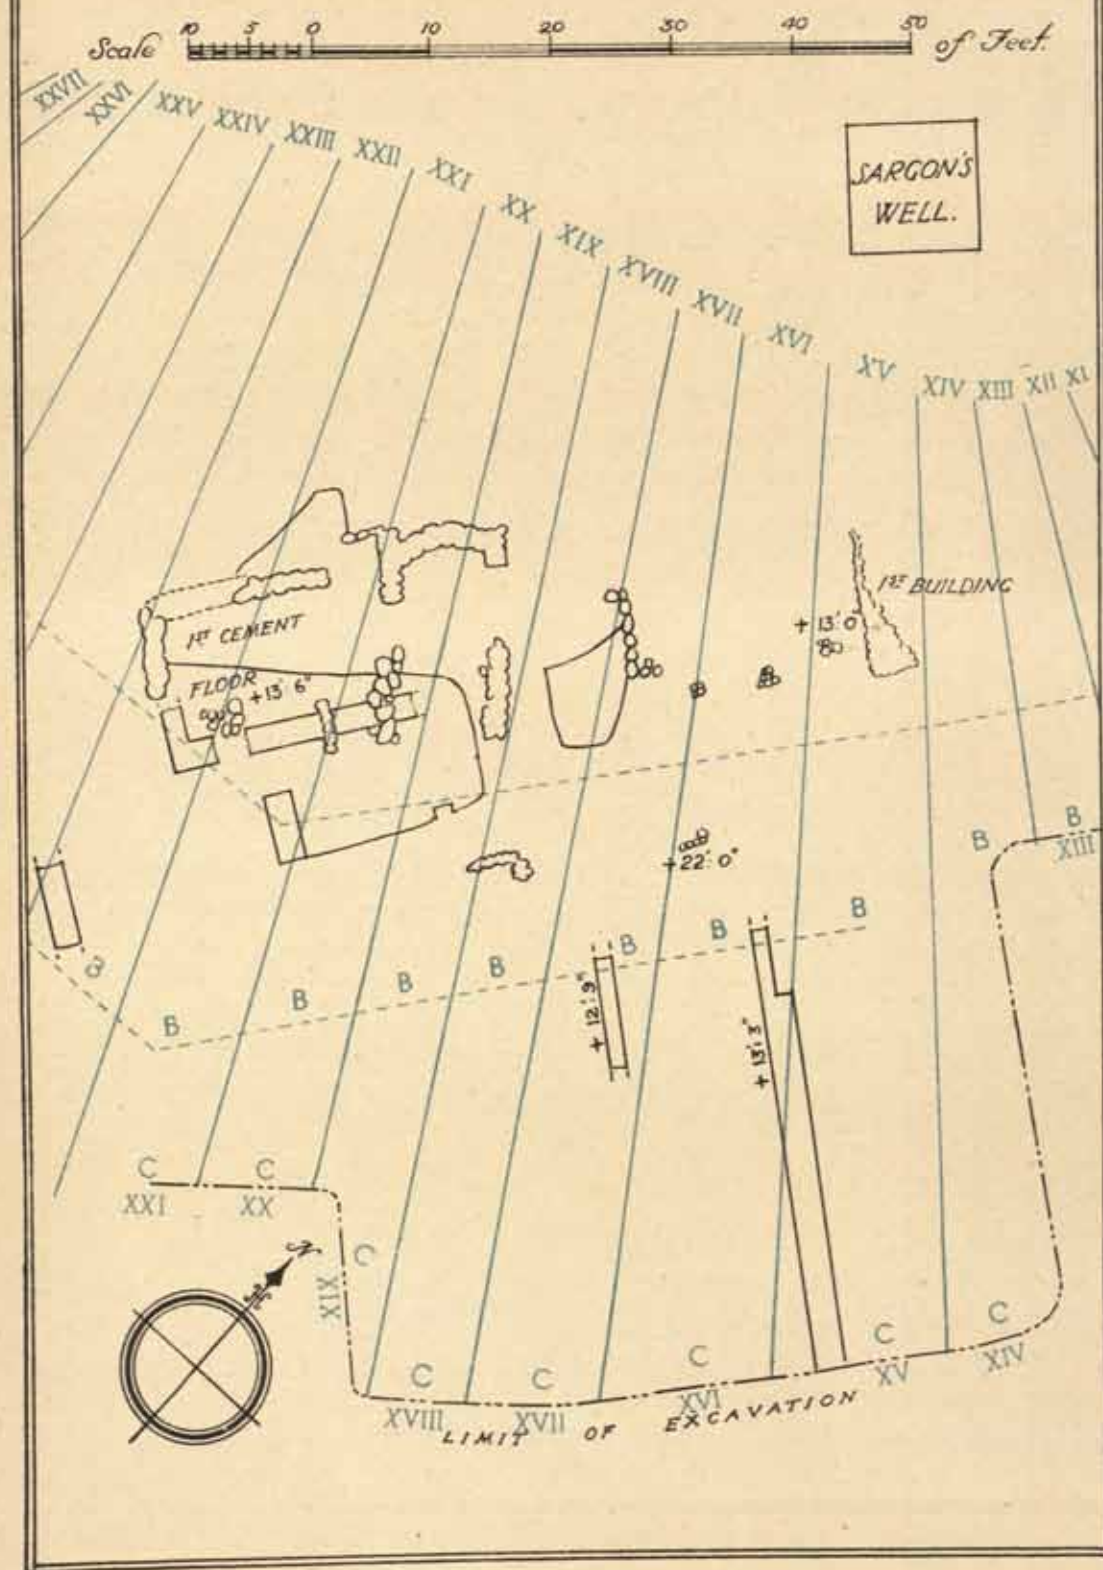 10 5 0 10 20 30 40 50
Scale of Feet.
XXVII XXVI XXV XXIV XXIII XXII XXI XX XIX XVIII XVII XVI XV XIV XIII XII XI
SARGON'S
WELL.
1ST BUILDING
+13'0"
1ST CEMENT
FLOOR
+13'6"
+22'.0"
B B
XIII
B B B B B B B B
+12'.9"
+13'.3"
C C
XXI XX
C
XIX
N
C C C C C
XVIII XVII XVI XV XIV
LIMIT OF EXCAVATION